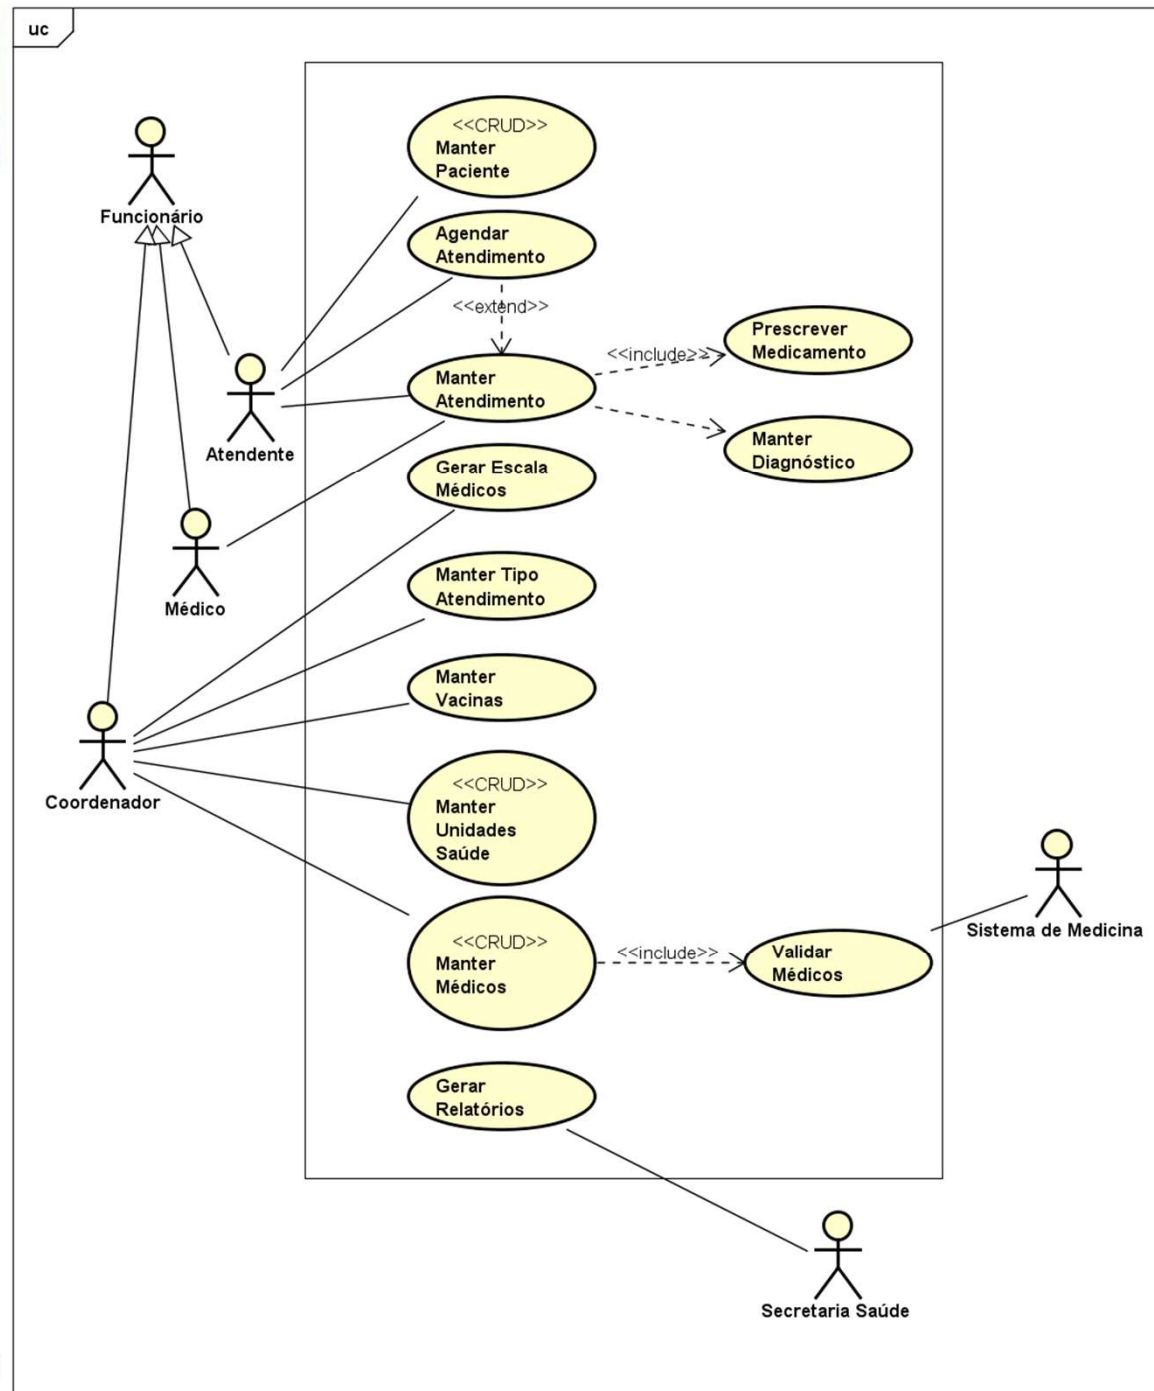 uc
<<CRUD>>
Manter
Paciente
Funcionário
Agendar
Atendimento
<<extend>>
Prescrever
Medicamento
<<include>>
Manter
Atendimento
Atendente
Manter
Diagnóstico
Gerar Escala
Médicos
Médico
Manter Tipo
Atendimento
Manter
Vacinas
Coordenador
<<CRUD>>
Manter
Unidades
Saúde
<<CRUD>>
Manter
Médicos
<<include>>
Validar
Médicos
Sistema de Medicina
Gerar
Relatórios
Secretaria Saúde